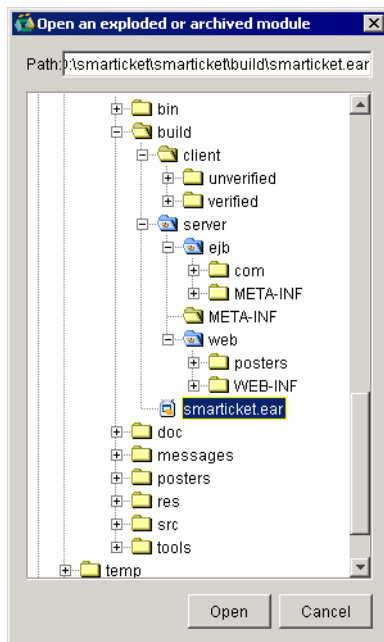 Open an exploded or archived module
Path: :\smarticket\smarticket\build\smarticket.ear
bin
build
client
unverified
verified
server
ejb
com
META-INF
META-INF
web
posters
WEB-INF
smarticket.ear
doc
messages
posters
res
src
tools
temp
Open Cancel